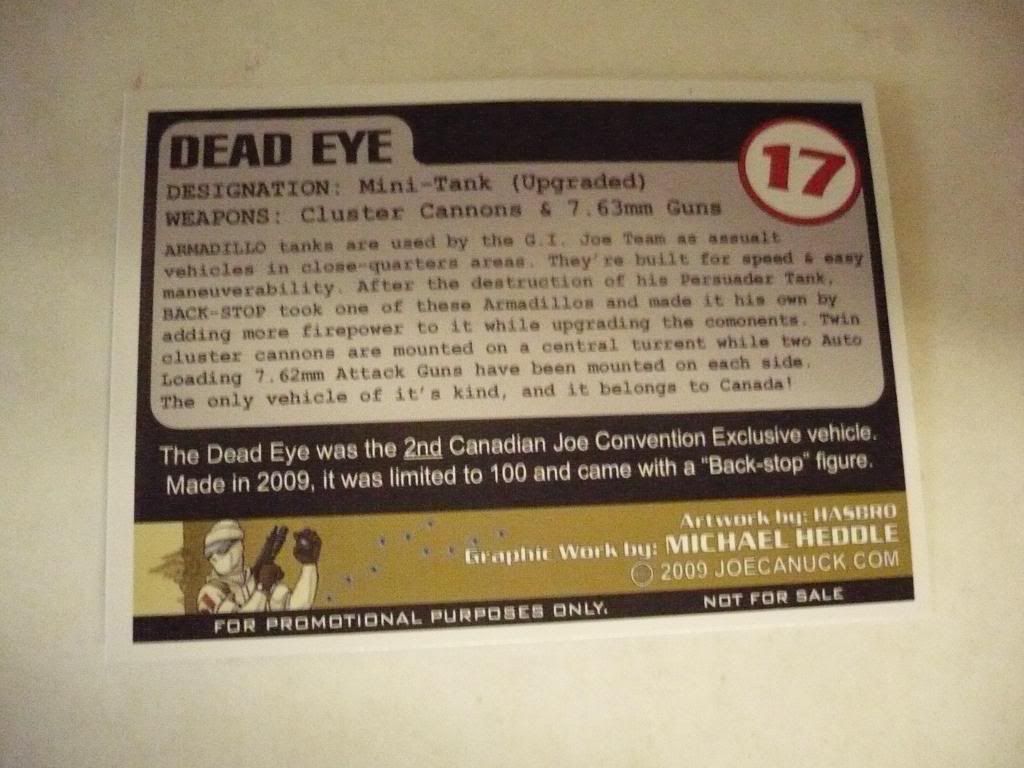 DEAD EYE
17
DESIGNATION: Mini-Tank (Upgraded)
WEAPONS: Cluster Cannons & 7.63mm Guns
ARMADILLO tanks are used by the G.I. Joe Team as assualt
vehicles in close-quarters areas. They're built for speed & easy
maneuverability. After the destruction of his Persuader Tank,
BACK-STOP took one of these Armadillos and made it his own by
adding more firepower to it while upgrading the comonents. Twin
cluster cannons are mounted on a central turrent while two Auto
Loading 7.62mm Attack Guns have been mounted on each side.
The only vehicle of it's kind, and it belongs to Canada!
The Dead Eye was the 2nd Canadian Joe Convention Exclusive vehicle.
Made in 2009, it was limited to 100 and came with a "Back-stop" figure.
Artwork by: HASBRO
Graphic Work by: MICHAEL HEDDLE
© 2009 JOECANUCK.COM
FOR PROMOTIONAL PURPOSES ONLY. NOT FOR SALE